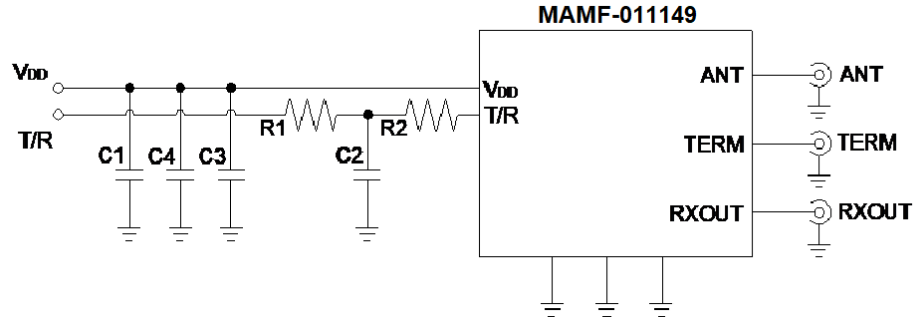 MAMF-011149
VDD
T/R
VDD
T/R
R1
R2
C1
C4
C3
C2
ANT
ANT
TERM
TERM
RXOUT
RXOUT